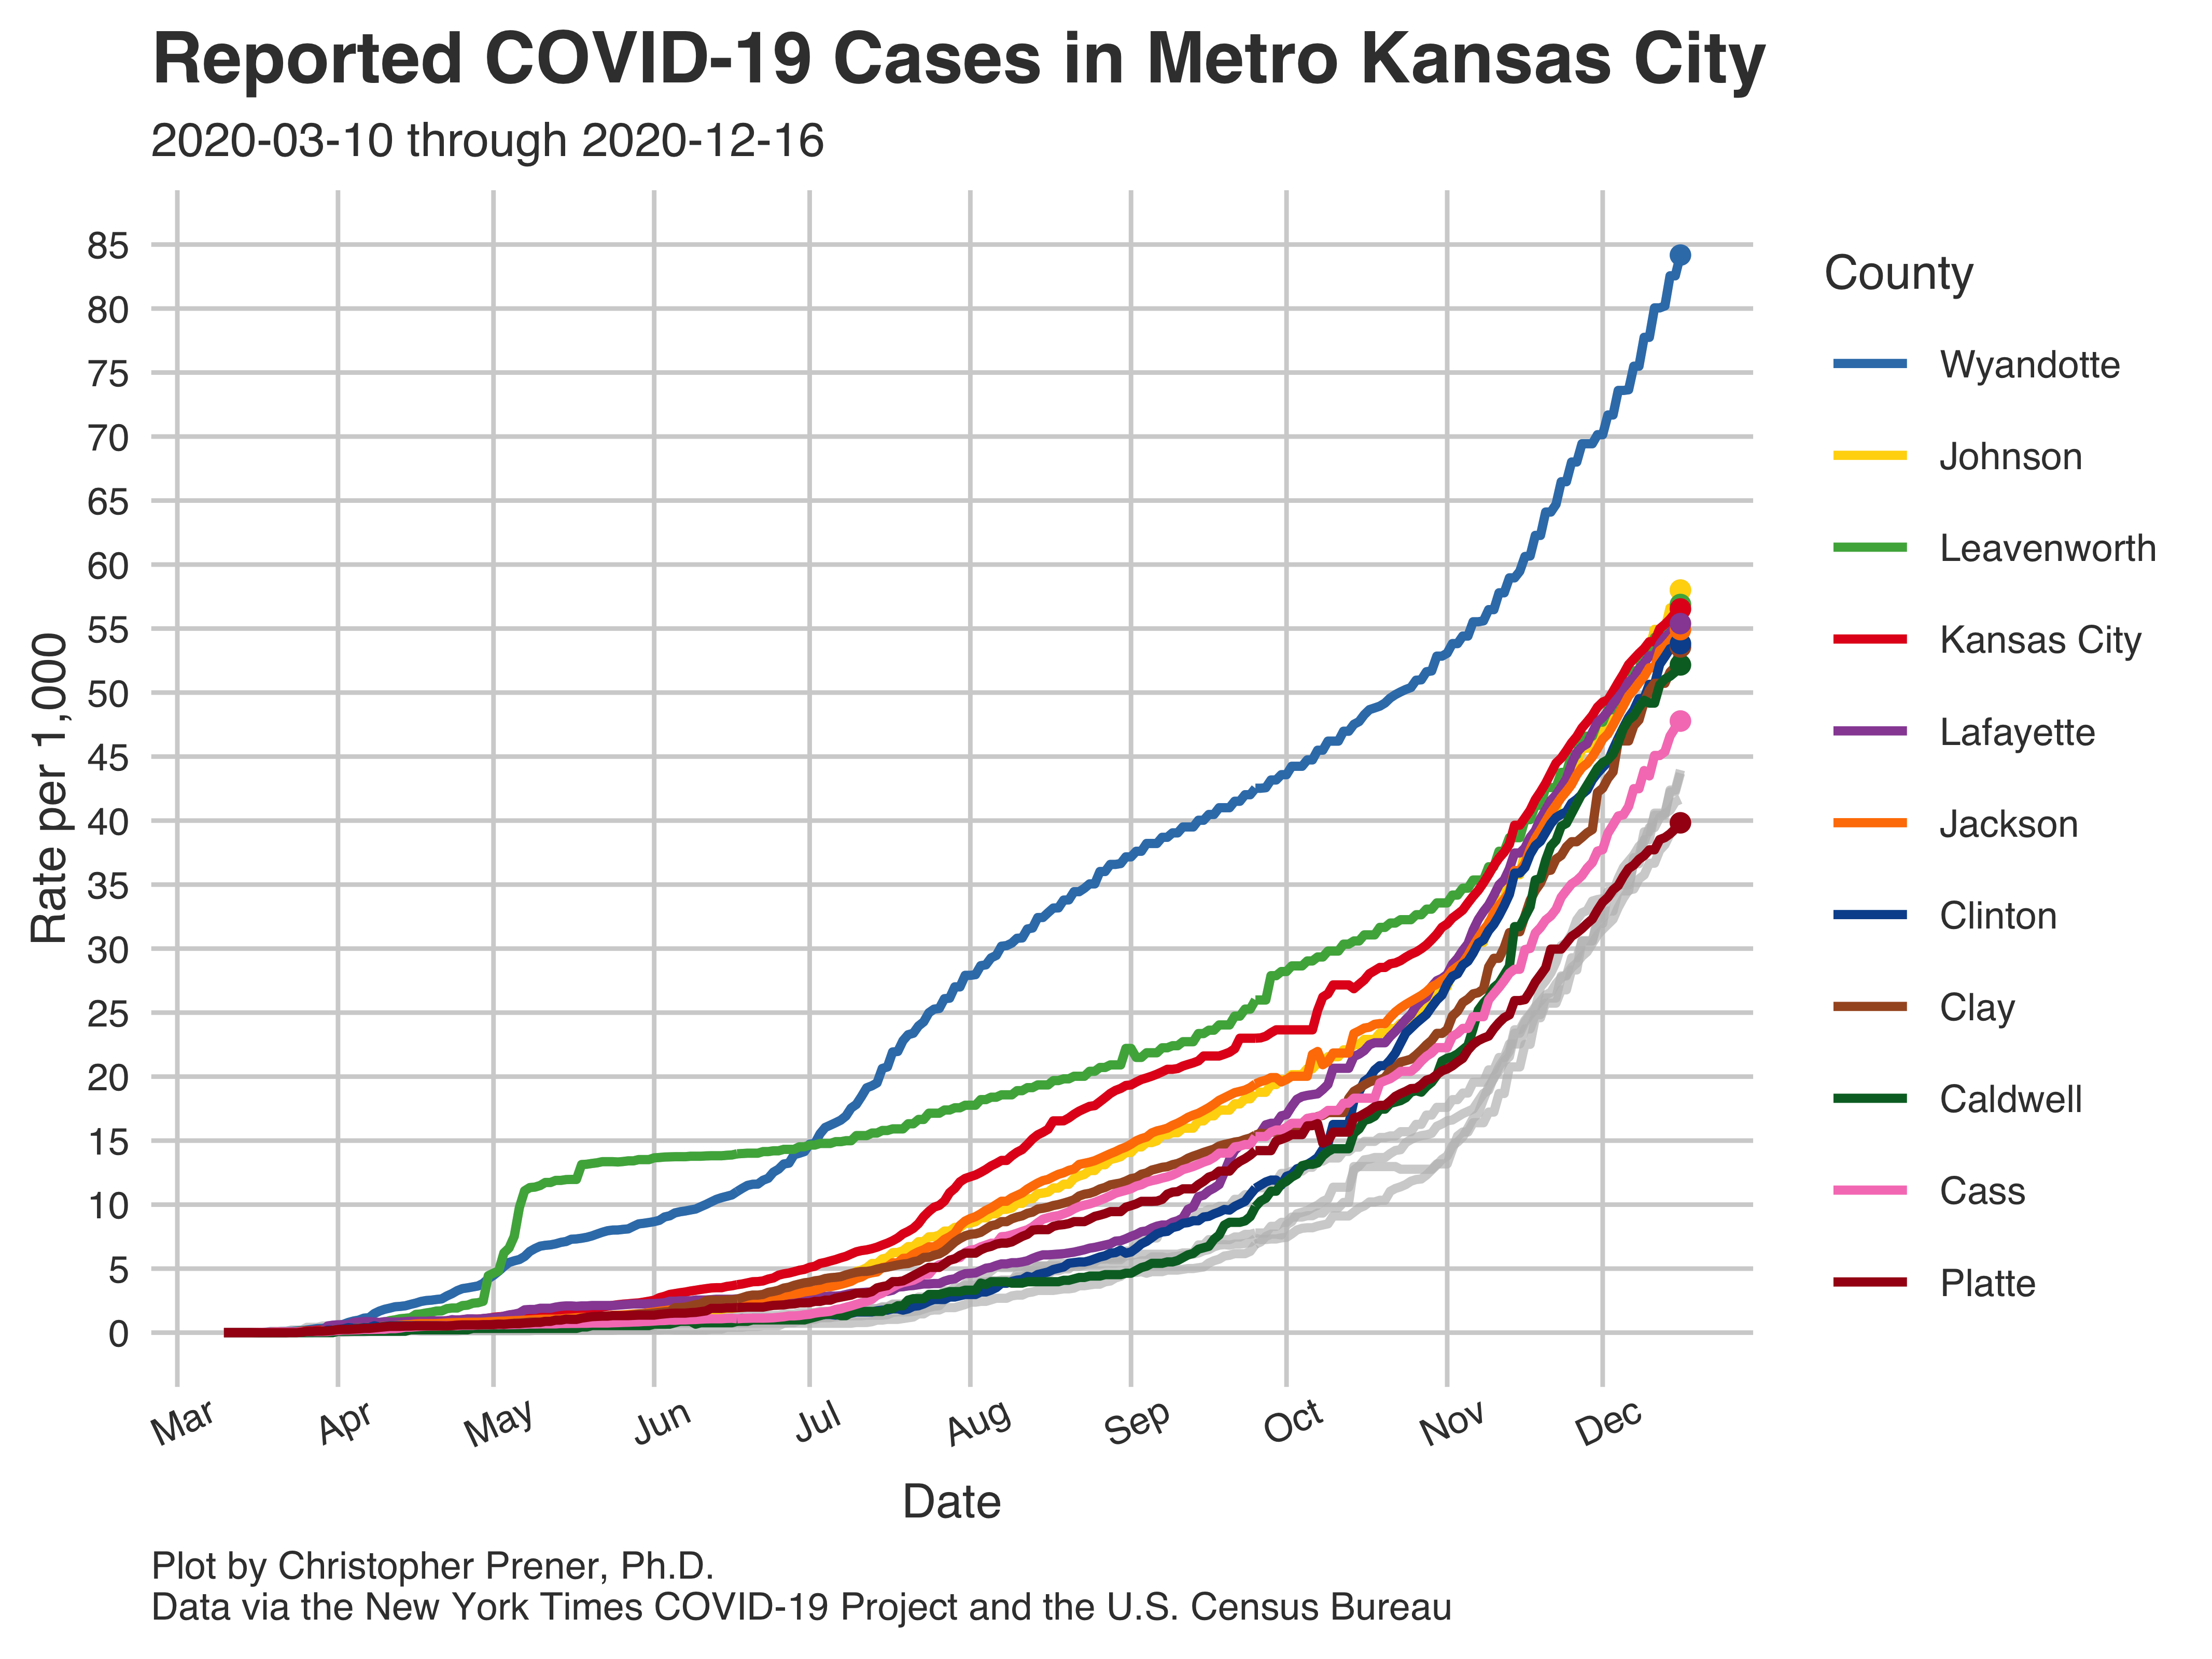 Reported COVID-19 Cases in Metro Kansas City
2020-03-10 through 2020-12-16
85
80
75
70
65
60
55
50
45
40
35
30
25
20
15
10
5
0
Rate per 1,000
Mar
Apr
May
Jun
Jul
Aug
Sep
Oct
Nov
Dec
Date
County
Wyandotte
Johnson
Leavenworth
Kansas City
Lafayette
Jackson
Clinton
Clay
Caldwell
Cass
Platte
Plot by Christopher Prener, Ph.D.
Data via the New York Times COVID-19 Project and the U.S. Census Bureau